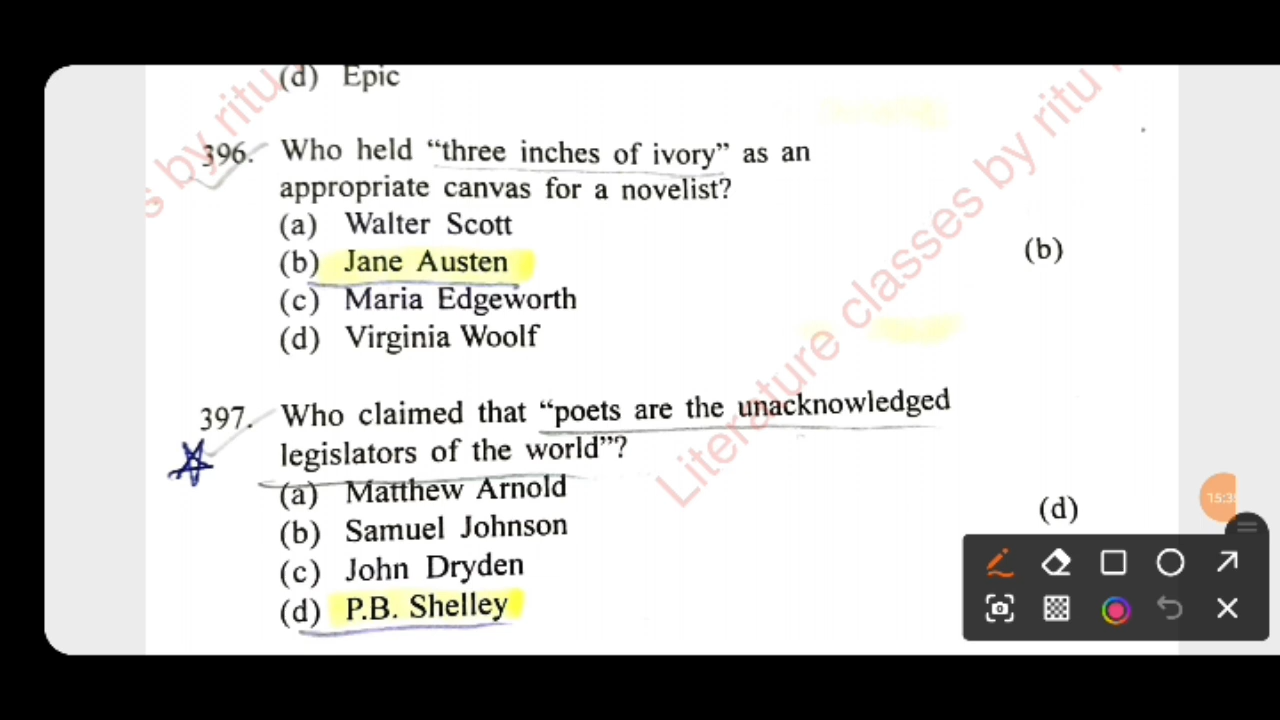 (d) Epic
396. Who held “three inches of ivory” as an
appropriate canvas for a novelist?
(a) Walter Scott
(b) Jane Austen
(b)
(c) Maria Edgeworth
(d) Virginia Woolf
397. Who claimed that “poets are the unacknowledged
legislators of the world”?
(a) Matthew Arnold
(d)
(b) Samuel Johnson
(c) John Dryden
(d) P.B. Shelley
Literature classes by ritu
s by ritu
15:3